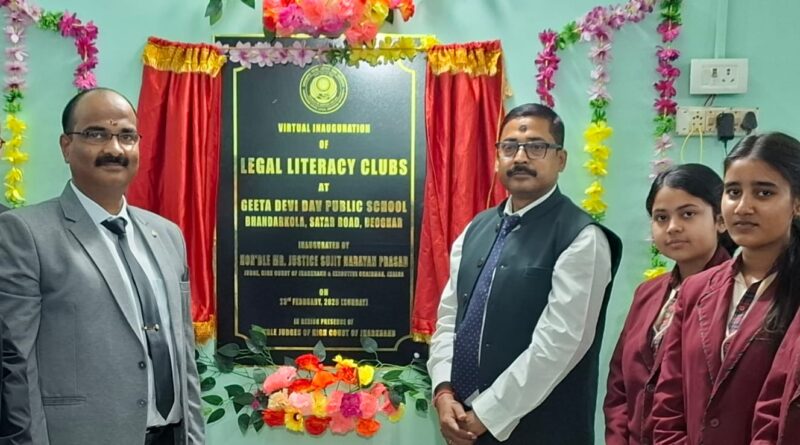 VIRTUAL INAUGURATION
OF
LEGAL LITERACY CLUBS
AT
GEETA DEVI DAV PUBLIC SCHOOL
BHANDARKOLA, SATAR ROAD, DEOGHAR
INAUGURATED BY
HON'BLE MR. JUSTICE SUJIT NARAYAN PRASAD
JUDGE, HIGH COURT OF JHARKHAND & EXECUTIVE CHAIRMAN, JHALSA
ON
FEBRUARY, (SUNDAY)
IN AUGUST PRESENCE OF
JUDGES OF HIGH COURT OF JHARKHAND